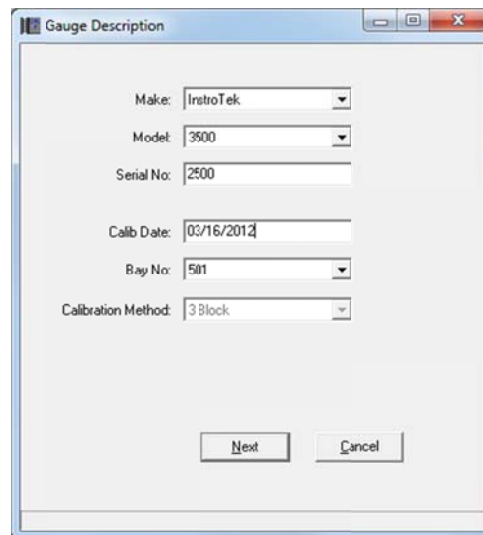 Gauge Description
Make: InstroTek
Model: 3500
Serial No: 2500
Calib Date: 03/16/2012
Bay No: 501
Calibration Method: 3 Block
Next Cancel